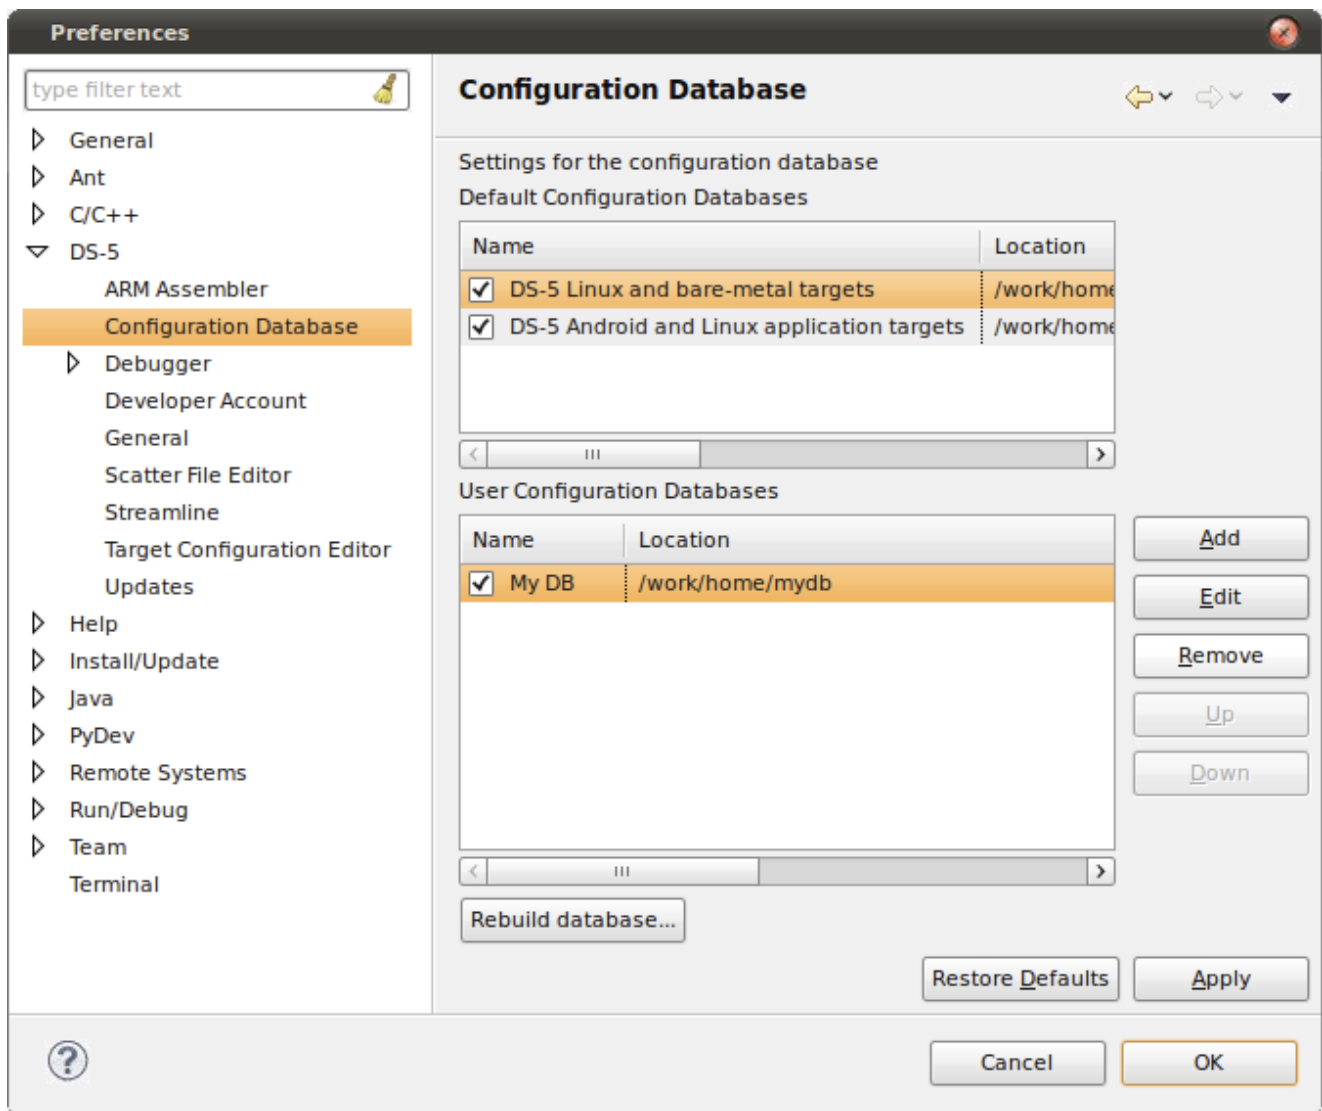 Preferences
type filter text
General
Ant
C/C++
DS-5
ARM Assembler
Configuration Database
Debugger
Developer Account
General
Scatter File Editor
Streamline
Target Configuration Editor
Updates
Help
Install/Update
Java
PyDev
Remote Systems
Run/Debug
Team
Terminal
Configuration Database
Settings for the configuration database
Default Configuration Databases
Name Location
DS-5 Linux and bare-metal targets /work/home
DS-5 Android and Linux application targets /work/home
User Configuration Databases
Name Location
My DB /work/home/mydb
Add
Edit
Remove
Up
Down
Rebuild database...
Restore Defaults Apply
Cancel OK